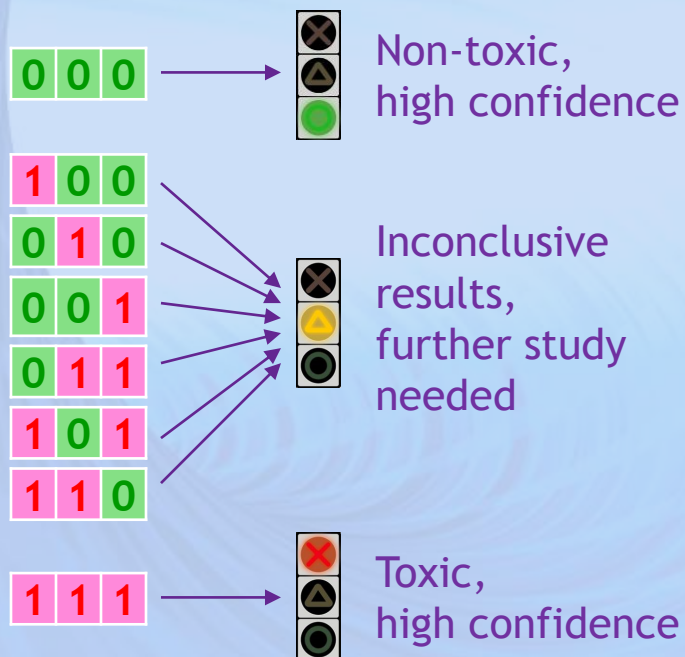 0 0 0
Non-toxic,
high confidence
1 0 0
0 1 0
0 0 1
0 1 1
1 0 1
1 1 0
Inconclusive
results,
further study
needed
1 1 1
Toxic,
high confidence